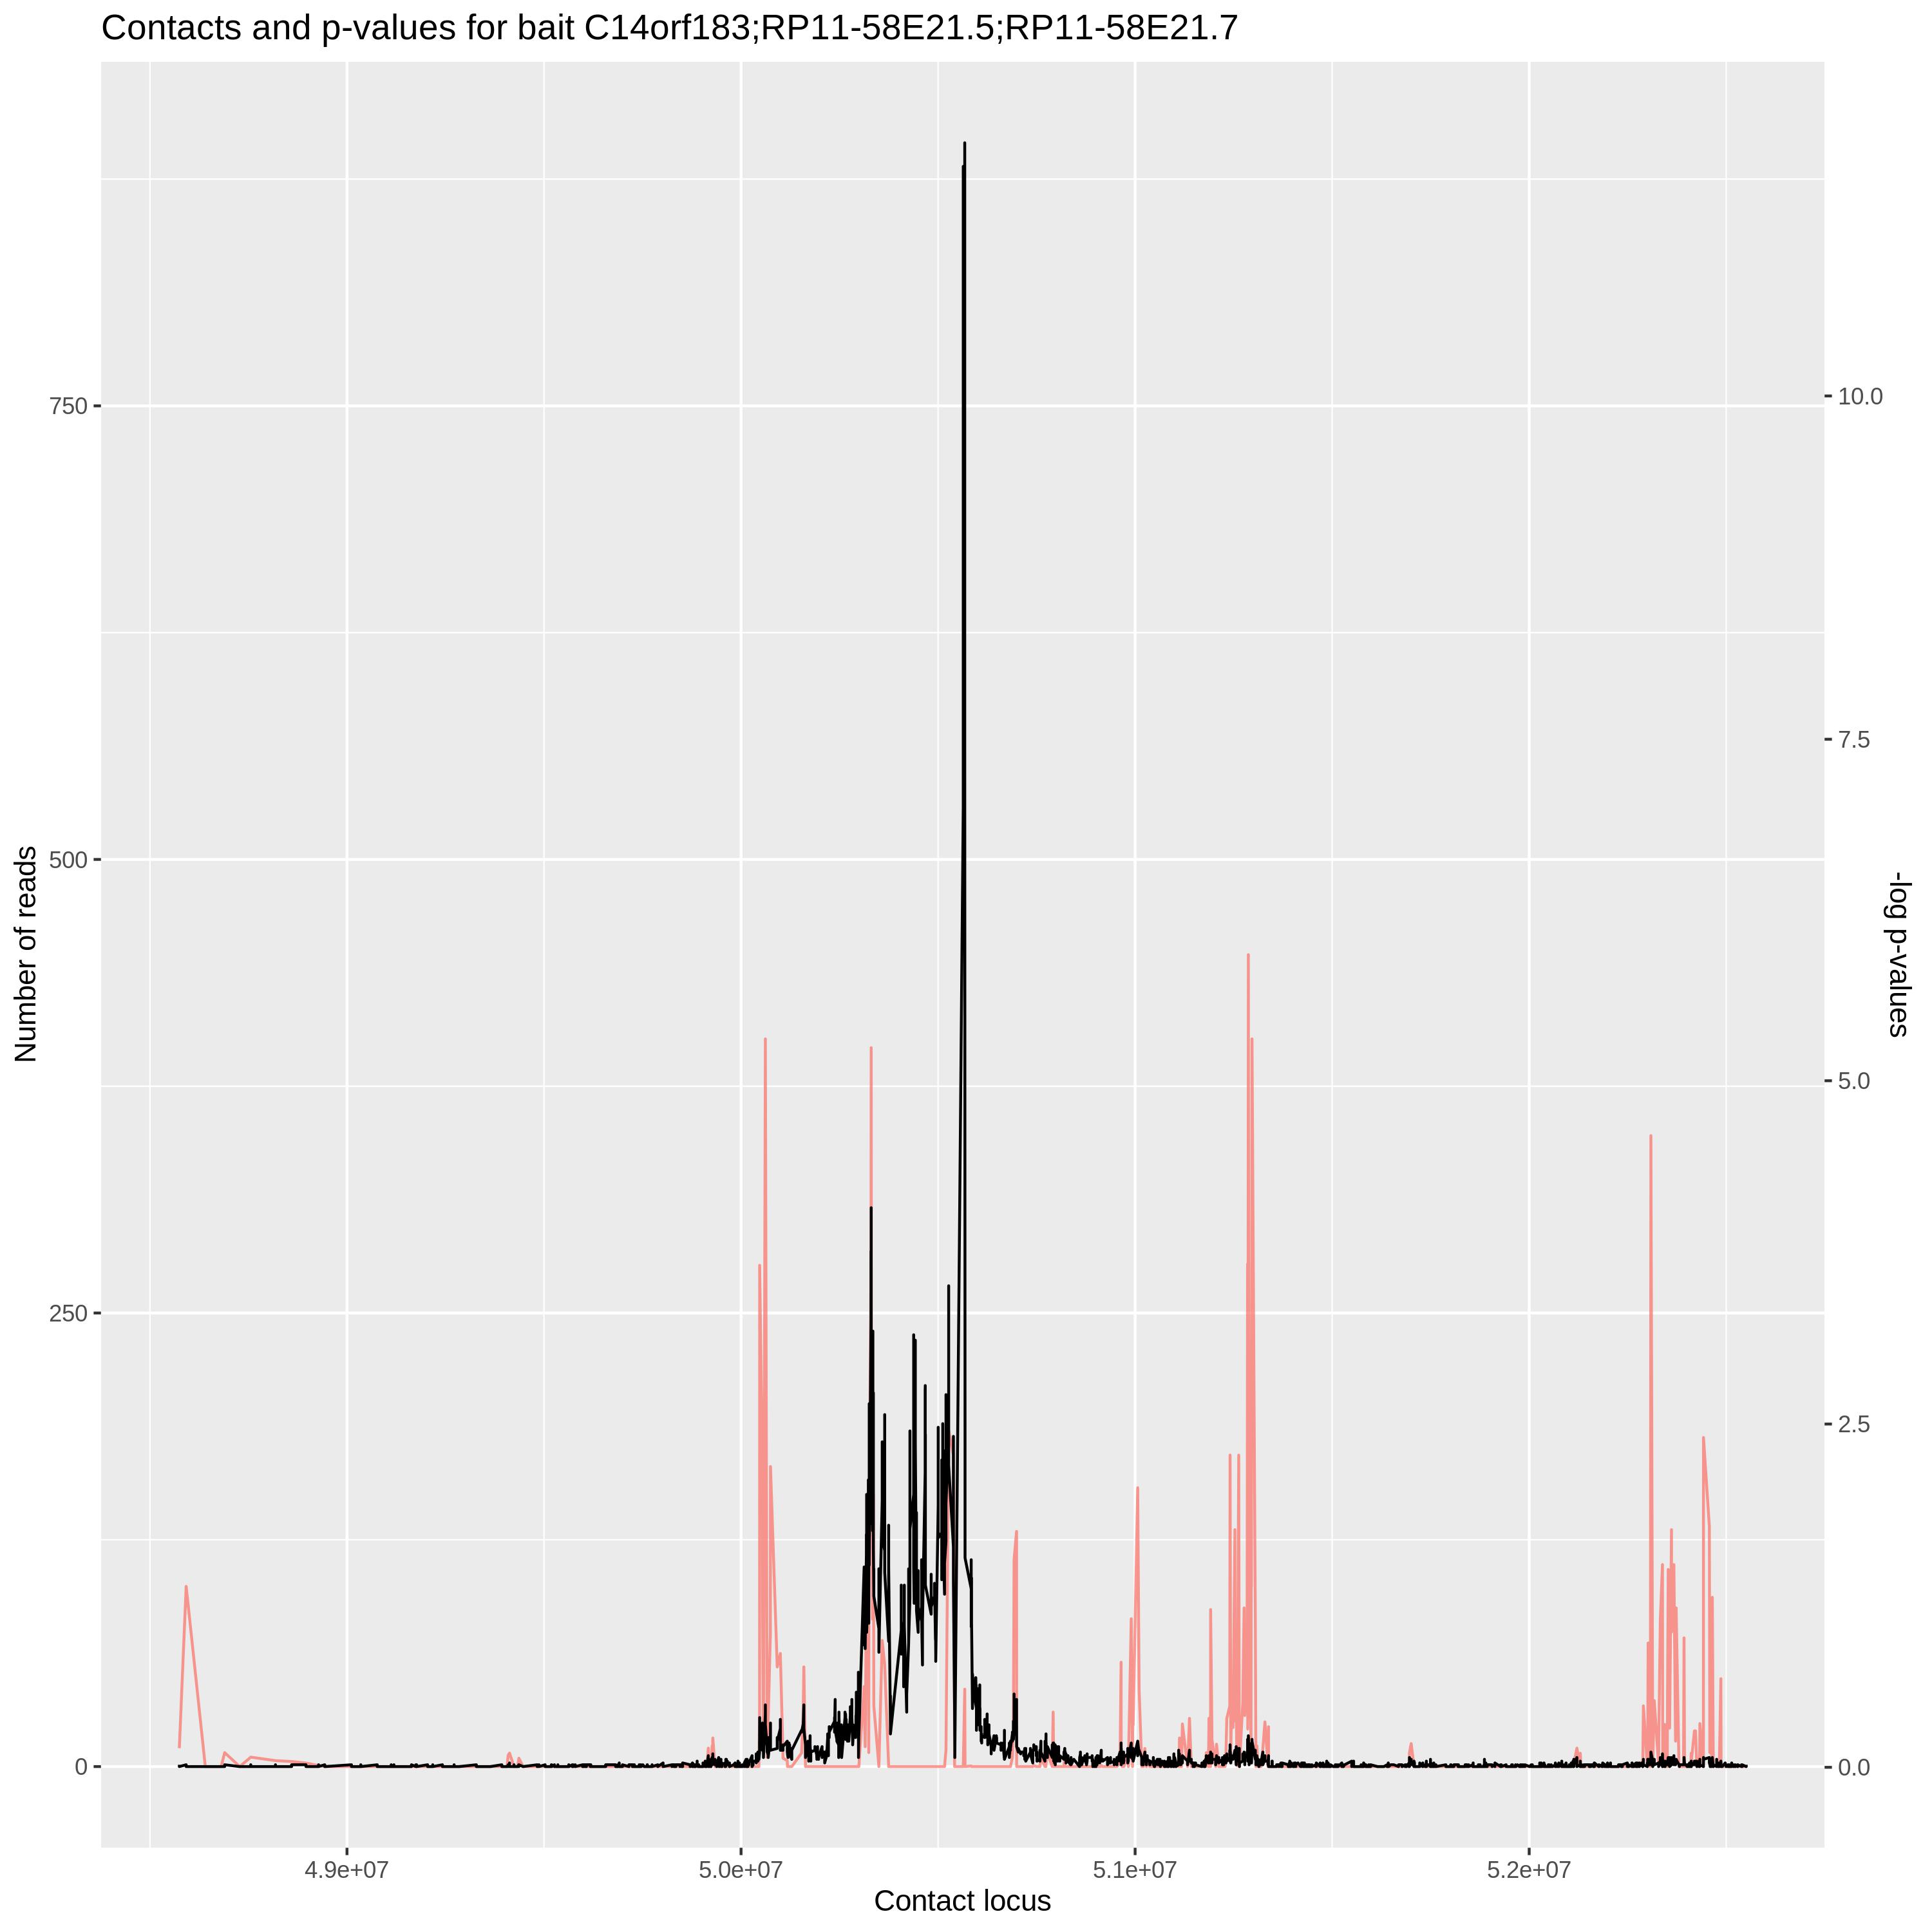 Contacts and p-values for bait C14orf183;RP11-58E21.5;RP11-58E21.7
750
500
250
0
Number of reads
10.0
7.5
5.0
2.5
0.0
-log p-values
4.9e+07 5.0e+07 5.1e+07 5.2e+07
Contact locus